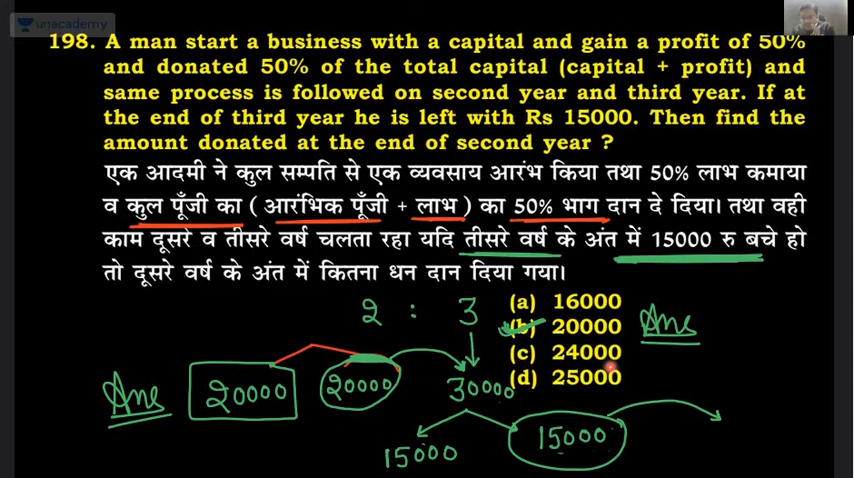 unacademy
198. A man start a business with a capital and gain a profit of 50%
and donated 50% of the total capital (capital + profit) and
same process is followed on second year and third year. If at
the end of third year he is left with Rs 15000. Then find the
amount donated at the end of second year ?
एक आदमी ने कुल सम्पति से एक व्यवसाय आरंभ किया तथा 50% लाभ कमाया
व कुल पूँजी का ( आरंभिक पूँजी + लाभ ) का 50% भाग दान दे दिया। तथा वही
काम दूसरे व तीसरे वर्ष चलता रहा यदि तीसरे वर्ष के अंत में 15000 रु बचे हो
तो दूसरे वर्ष के अंत में कितना धन दान दिया गया।
2 : 3
(a) 16000
(b) 20000 Ans
(c) 24000
(d) 25000
Ans 20000 20000 30000
15000 15000